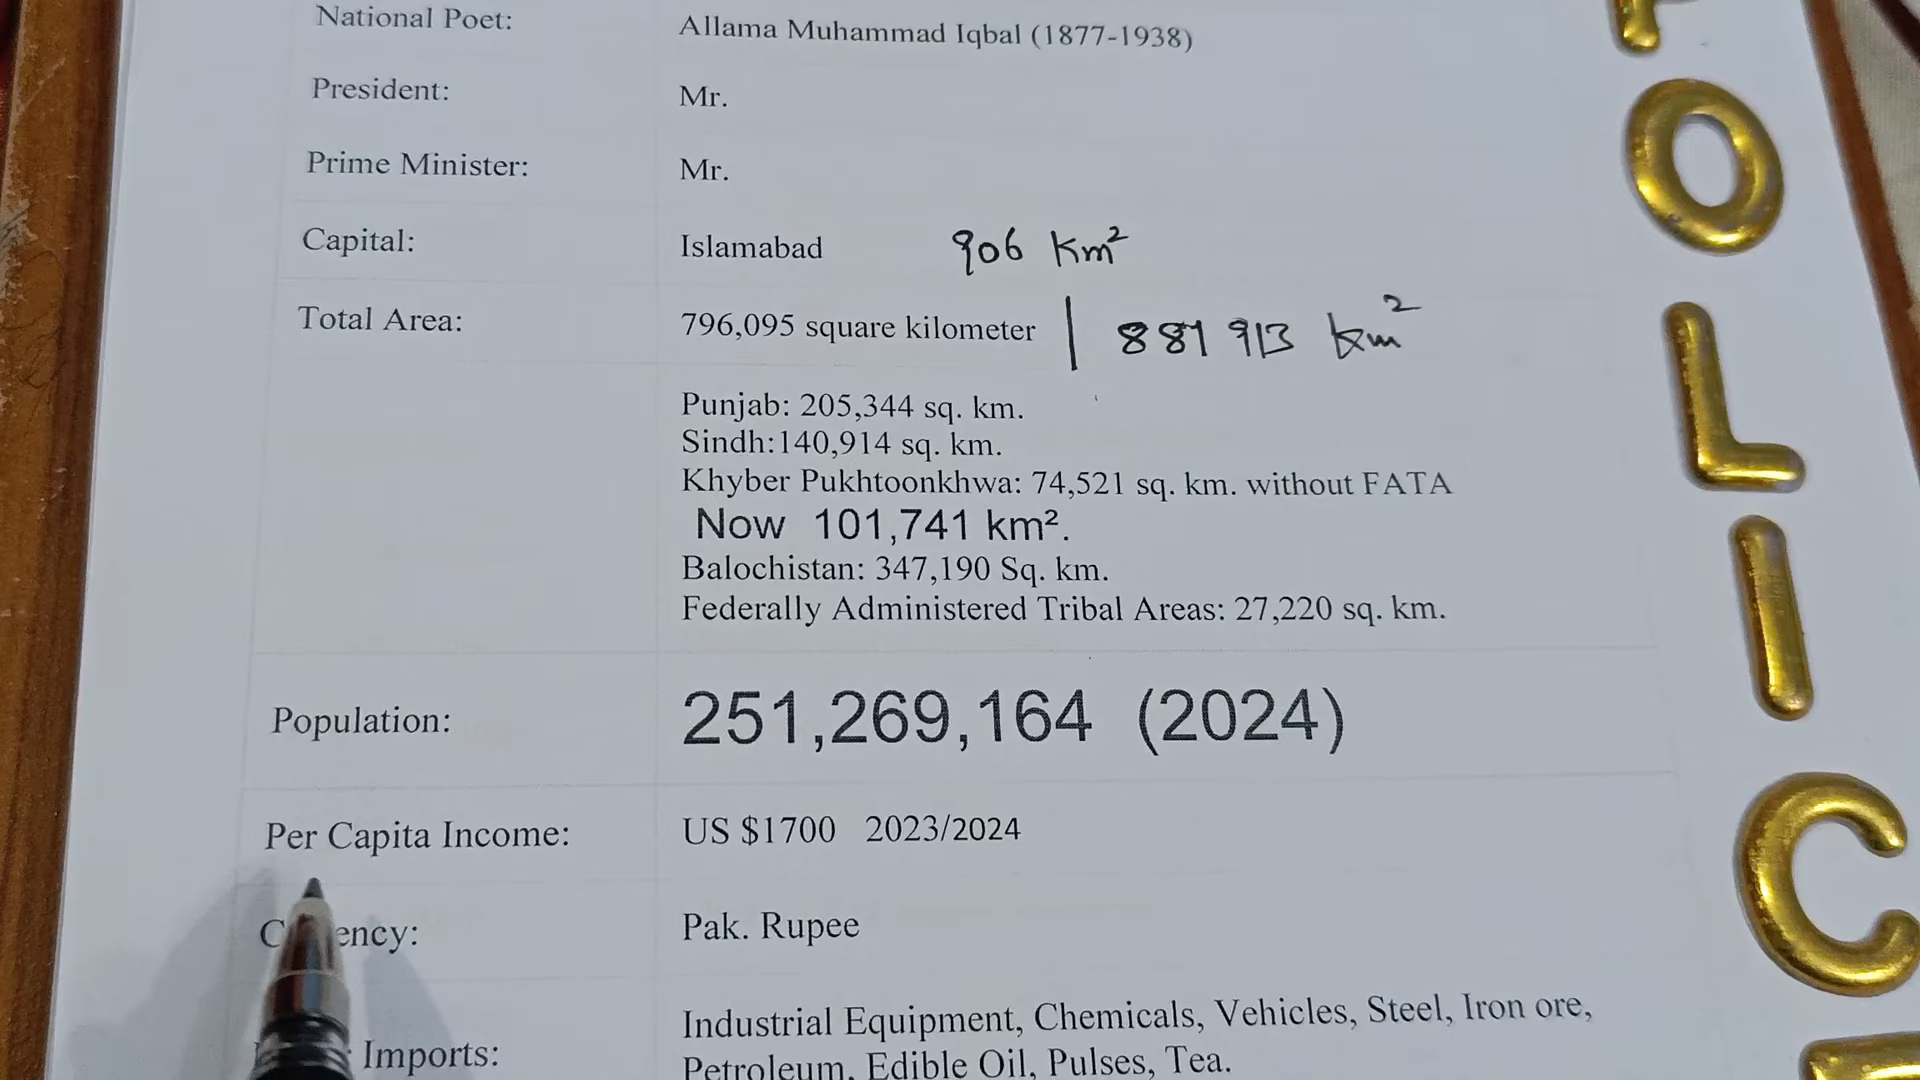 National Poet: Allama Muhammad Iqbal (1877-1938)
President: Mr.
Prime Minister: Mr.
Capital: Islamabad 906 Km²
Total Area: 796,095 square kilometer | 881 913 km²
Punjab: 205,344 sq. km.
Sindh:140,914 sq. km.
Khyber Pukhtoonkhwa: 74,521 sq. km. without FATA
Now 101,741 km².
Balochistan: 347,190 Sq. km.
Federally Administered Tribal Areas: 27,220 sq. km.
Population: 251,269,164 (2024)
Per Capita Income: US $1700 2023/2024
Pak. Rupee
Imports: Industrial Equipment, Chemicals, Vehicles, Steel, Iron ore,
Petroleum, Edible Oil, Pulses, Tea.
O
L
I
C